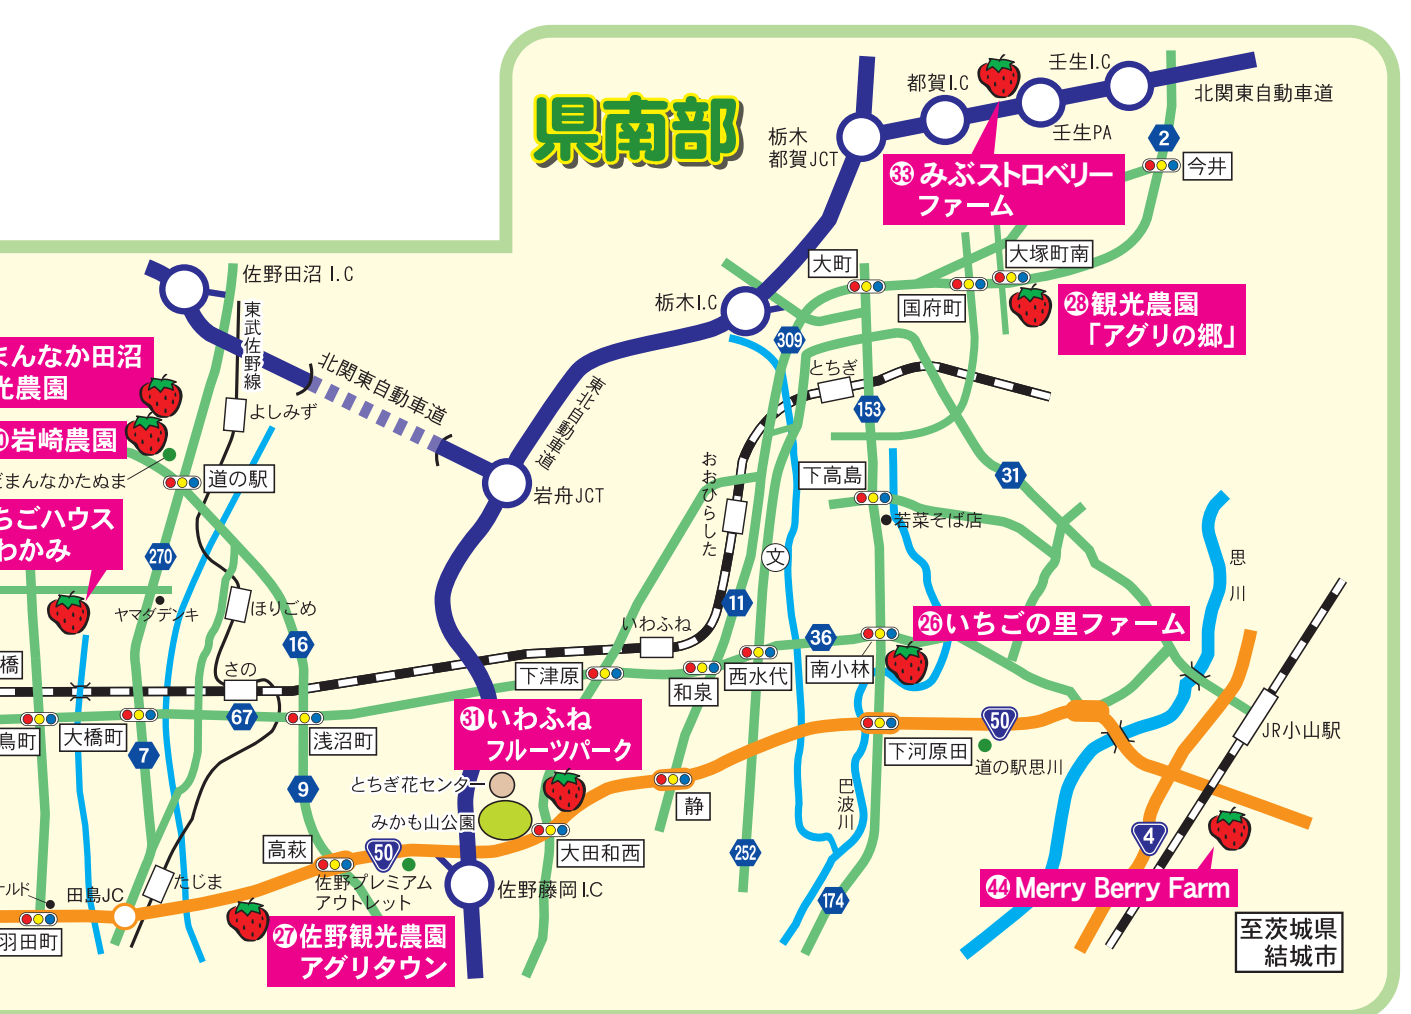 県南部
都賀I.C
壬生I.C
北関東自動車道
壬生PA
栃木
都賀JCT
2
今井
33 みぶストロベリー
ファーム
大塚町南
大町
国府町
28 観光農園
「アグリの郷」
佐野田沼 I.C
東武佐野線
栃木I.C
309
とちぎ
北関東自動車道
東北自動車道
まんなか田沼
光農園
よしみず
岩崎農園
だまんなかたぬま
道の駅
153
おおひらした
下高島
31
岩舟JCT
若菜そば店
ちごハウス
わかみ
270
文
思川
ヤマダデンキ
ほりごめ
11
いわふね
16
36
26 いちごの里ファーム
橋
さの
下津原
和泉
西水代
南小林
67
鳥町
大橋町
浅沼町
7
31 いわふね
フルーツパーク
50
下河原田
JR小山駅
道の駅思川
とちぎ花センター
9
みかも山公園
静
巴波川
4
高萩
50
大田和西
252
佐野プレミアム
アウトレット
佐野藤岡 I.C
たじま
ールド
田島JC
174
44 Merry Berry Farm
羽田町
27 佐野観光農園
アグリタウン
至茨城県
結城市